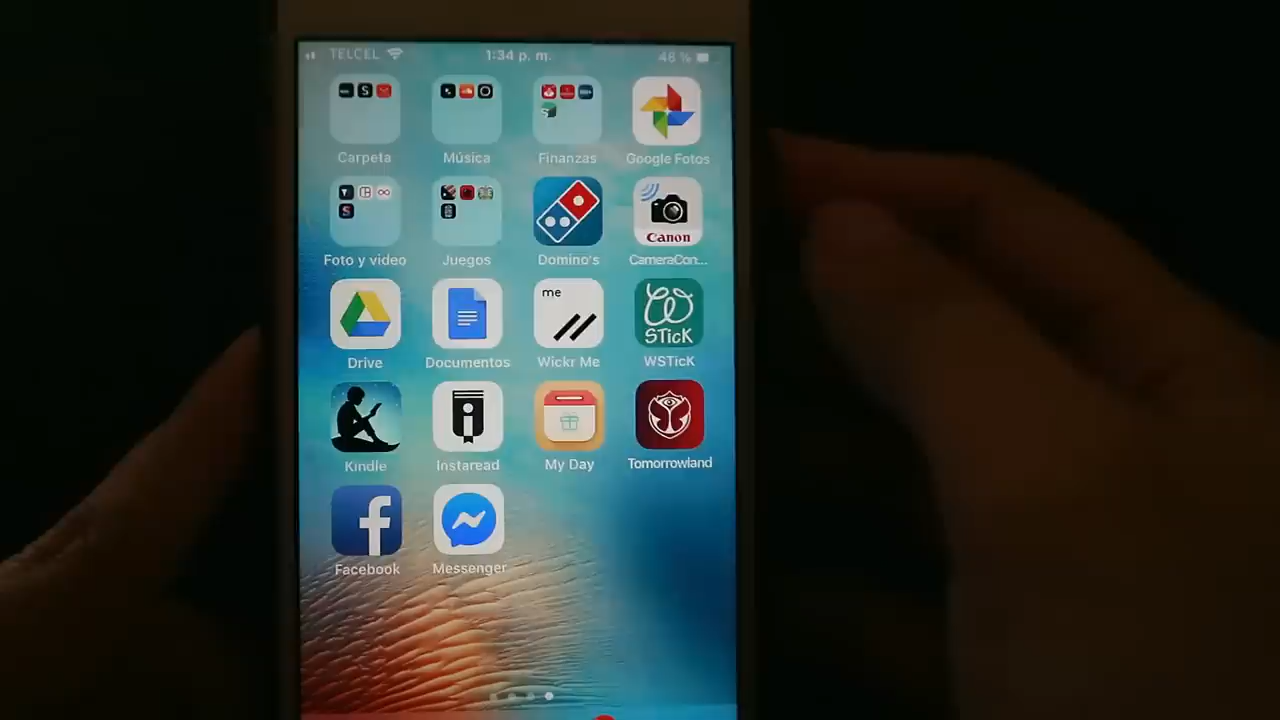 TELCEL 1:34 p. m. 46 %
Carpeta Música Finanzas Google Fotos
Canon
Foto y video Juegos Domino's CameraCon...
me W STicK
Drive Documentos Wickr Me WSTicK
Kindle Instaread My Day Tomorrowland
Facebook Messenger